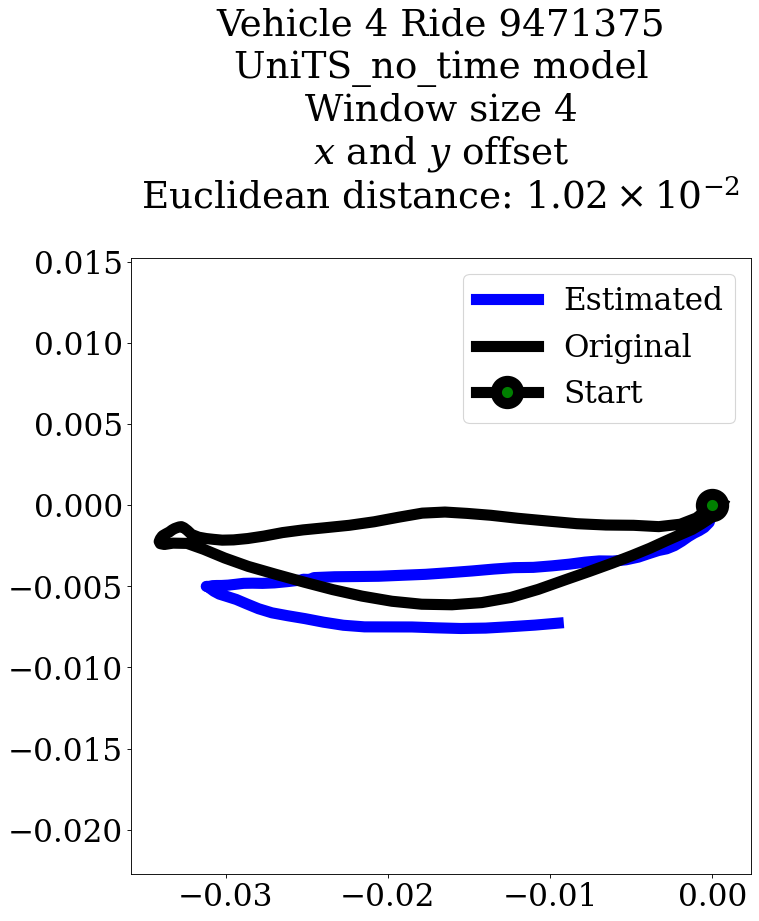 Vehicle 4 Ride 9471375
UniTS_no_time model
Window size 4
x and y offset
Euclidean distance: 1.02 × 10⁻²
0.015
0.010
0.005
0.000
−0.005
−0.010
−0.015
−0.020
Estimated
Original
Start
−0.03 −0.02 −0.01 0.00